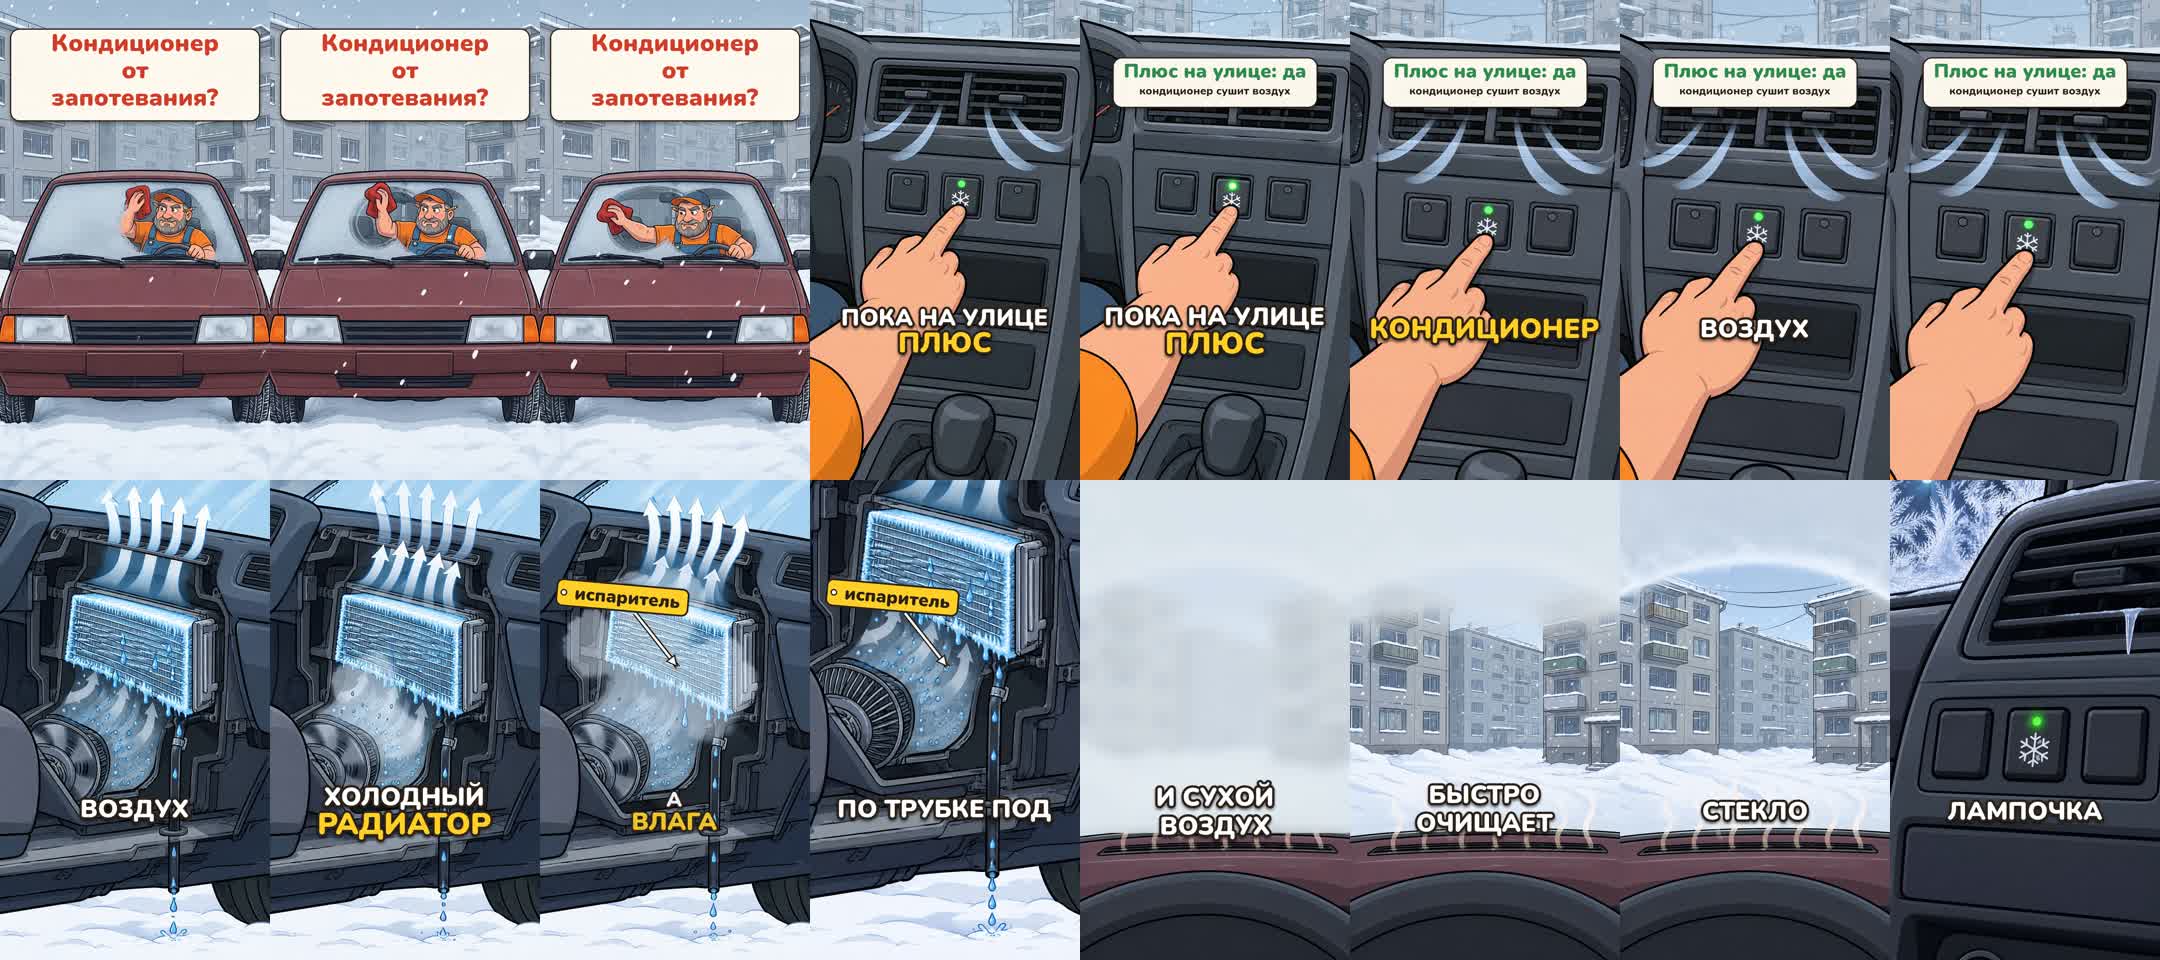 Кондиционер
от
запотевания?
Кондиционер
от
запотевания?
Кондиционер
от
запотевания?
ПОКА НА УЛИЦЕ
ПЛЮС
Плюс на улице: да
кондиционер сушит воздух
ПОКА НА УЛИЦЕ
ПЛЮС
Плюс на улице: да
кондиционер сушит воздух
КОНДИЦИОНЕР
Плюс на улице: да
кондиционер сушит воздух
ВОЗДУХ
Плюс на улице: да
кондиционер сушит воздух
ВОЗДУХ
ХОЛОДНЫЙ
РАДИАТОР
испаритель
А
ВЛАГА
испаритель
ПО ТРУБКЕ ПОД
И СУХОЙ
ВОЗДУХ
БЫСТРО
ОЧИЩАЕТ
СТЕКЛО
ЛАМПОЧКА